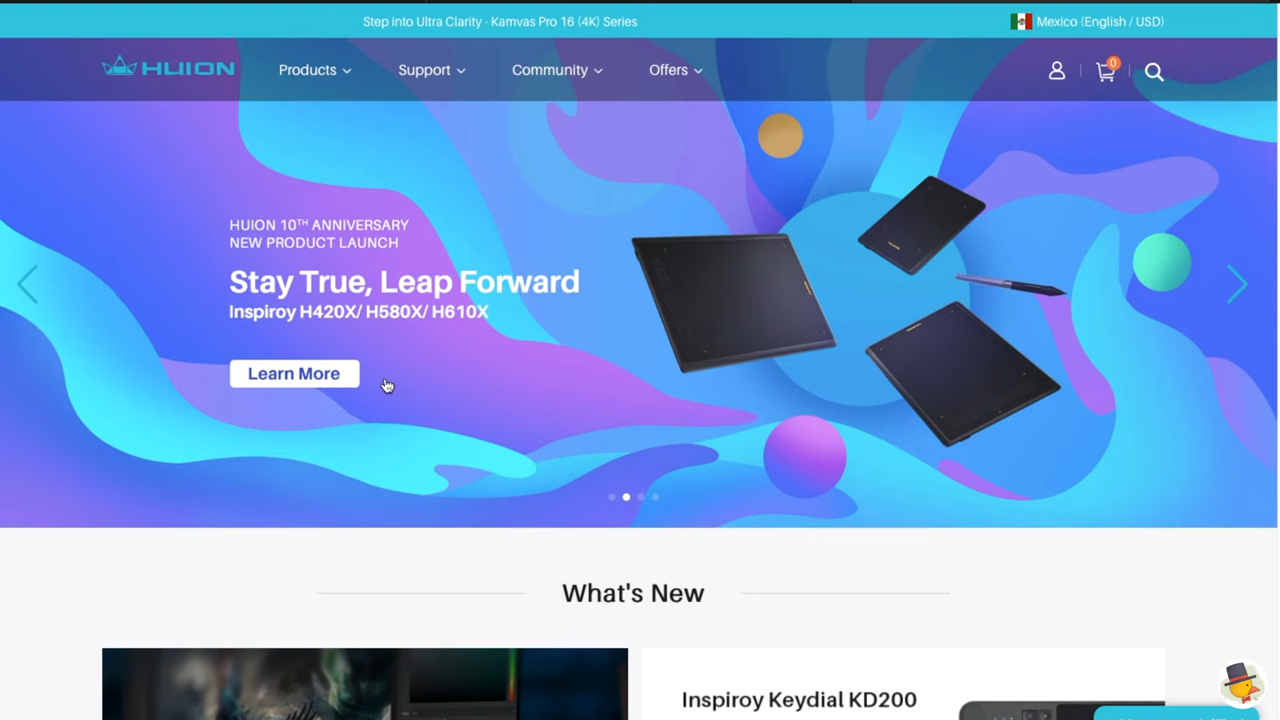 Step into Ultra Clarity - Kamvas Pro 16 (4K) Series
Mexico (English / USD)
HUION
Products
Support
Community
Offers
0
HUION 10TH ANNIVERSARY
NEW PRODUCT LAUNCH
Stay True, Leap Forward
Inspiroy H420X/ H580X/ H610X
Learn More
What's New
Inspiroy Keydial KD200